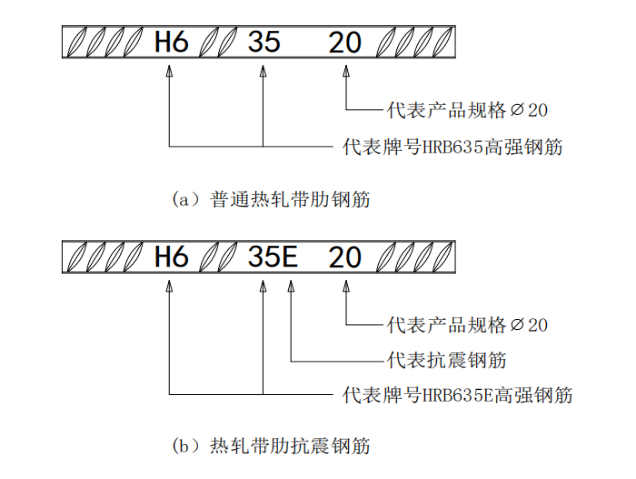 H6 35 20
代表产品规格∅20
代表牌号HRB635高强钢筋
(a）普通热轧带肋钢筋
H6 35E 20
代表产品规格∅20
代表抗震钢筋
代表牌号HRB635E高强钢筋
(b）热轧带肋抗震钢筋